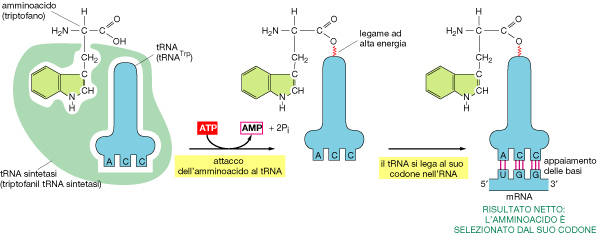 amminoacido
(triptofano)
H
H₂N
C
C
O
OH
CH₂
C
CH
N
H
tRNA
(tRNATrp)
A C C
tRNA sintetasi
(triptofanil tRNA sintetasi)
ATP
AMP + 2Pi
attacco
dell'amminoacido al tRNA
H
O
H₂N
C
C
O
CH₂
C
CH
N
H
legame ad
alta energia
A C C
il tRNA si lega al suo
codone nell'RNA
H
O
H₂N
C
C
O
CH₂
C
CH
N
H
A C C
U G G
appaiamento
delle basi
5′
3′
mRNA
RISULTATO NETTO:
L'AMMINOACIDO È
SELEZIONATO DAL SUO CODONE